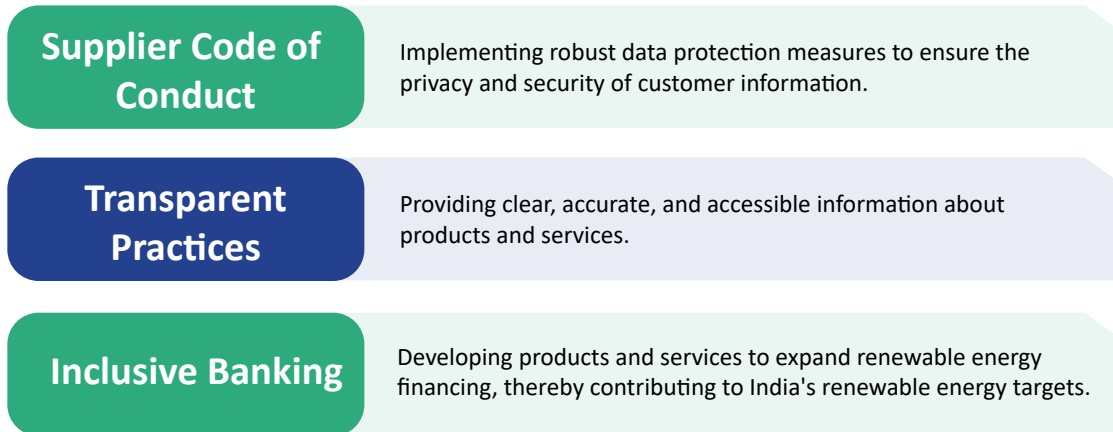 Supplier Code of
Conduct
Implementing robust data protection measures to ensure the
privacy and security of customer information.
Transparent
Practices
Providing clear, accurate, and accessible information about
products and services.
Inclusive Banking
Developing products and services to expand renewable energy
financing, thereby contributing to India's renewable energy targets.